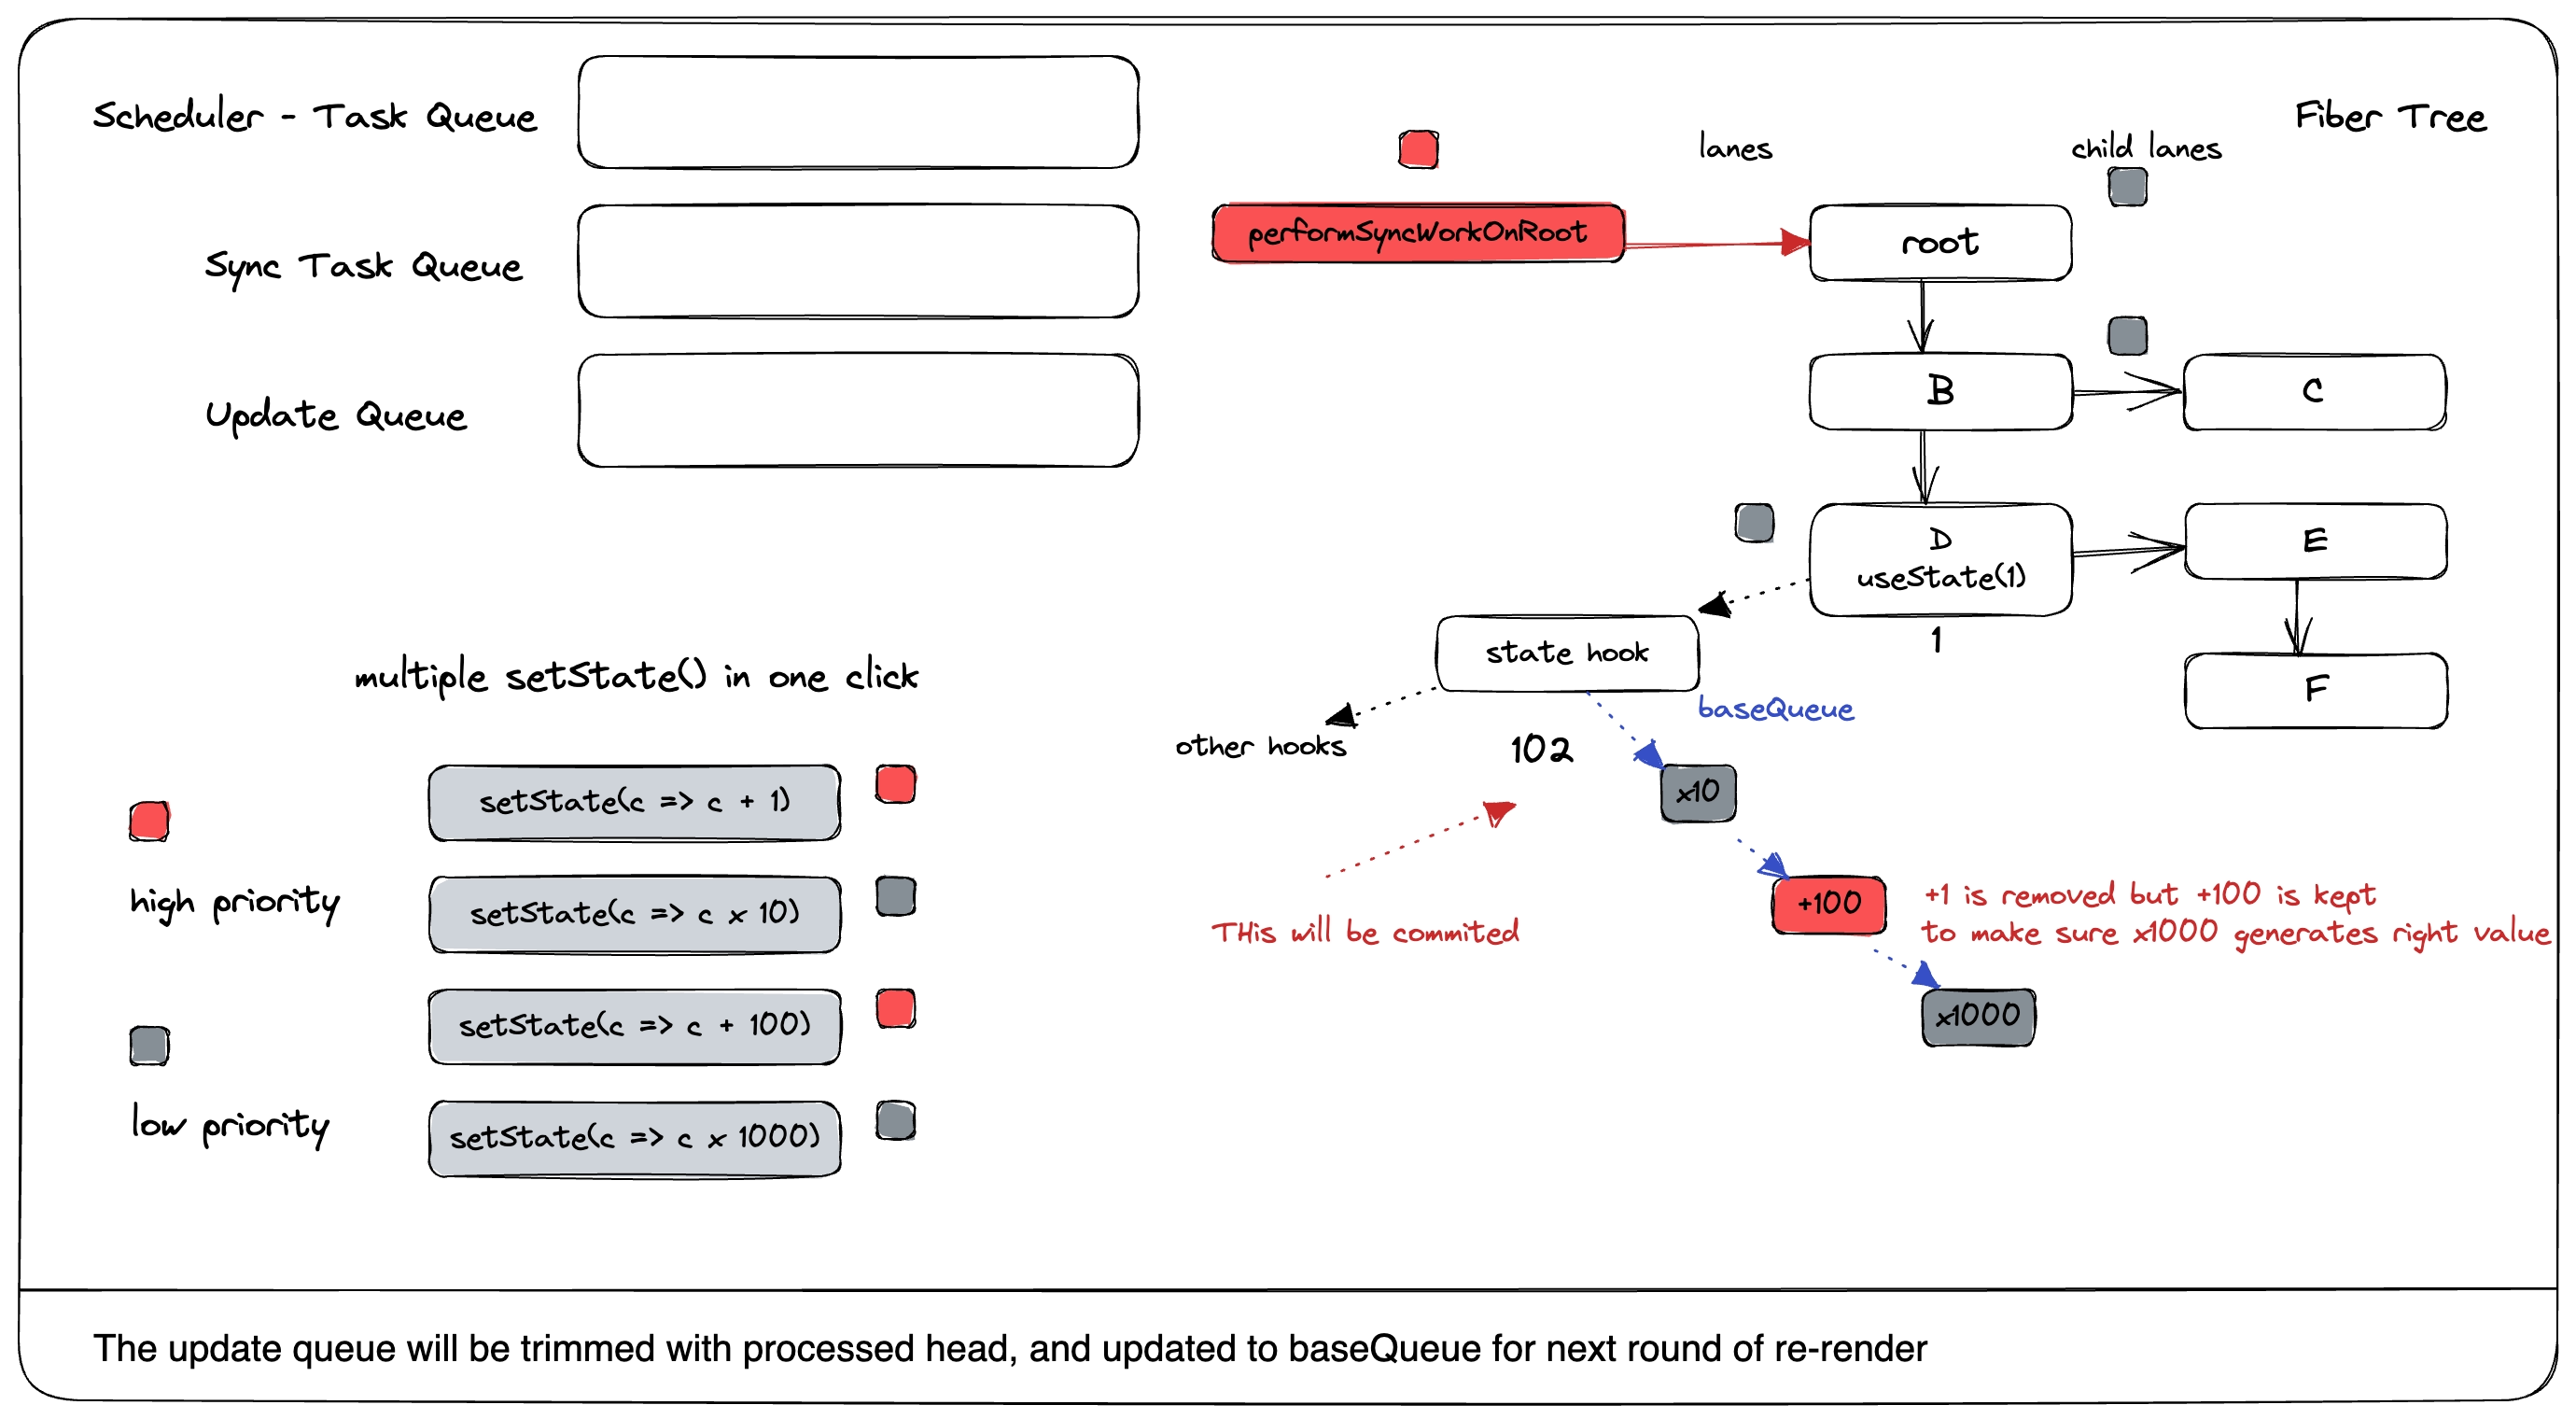 Scheduler - Task Queue
Sync Task Queue
Update Queue
lanes
child lanes
Fiber Tree
performSyncWorkOnRoot
root
B
C
D
useState(1)
1
E
F
state hook
other hooks
baseQueue
102
x10
+100
x1000
THis will be commited
+1 is removed but +100 is kept
to make sure x1000 generates right value
multiple setState() in one click
high priority
low priority
setState(c => c + 1)
setState(c => c x 10)
setState(c => c + 100)
setState(c => c x 1000)
The update queue will be trimmed with processed head, and updated to baseQueue for next round of re-render